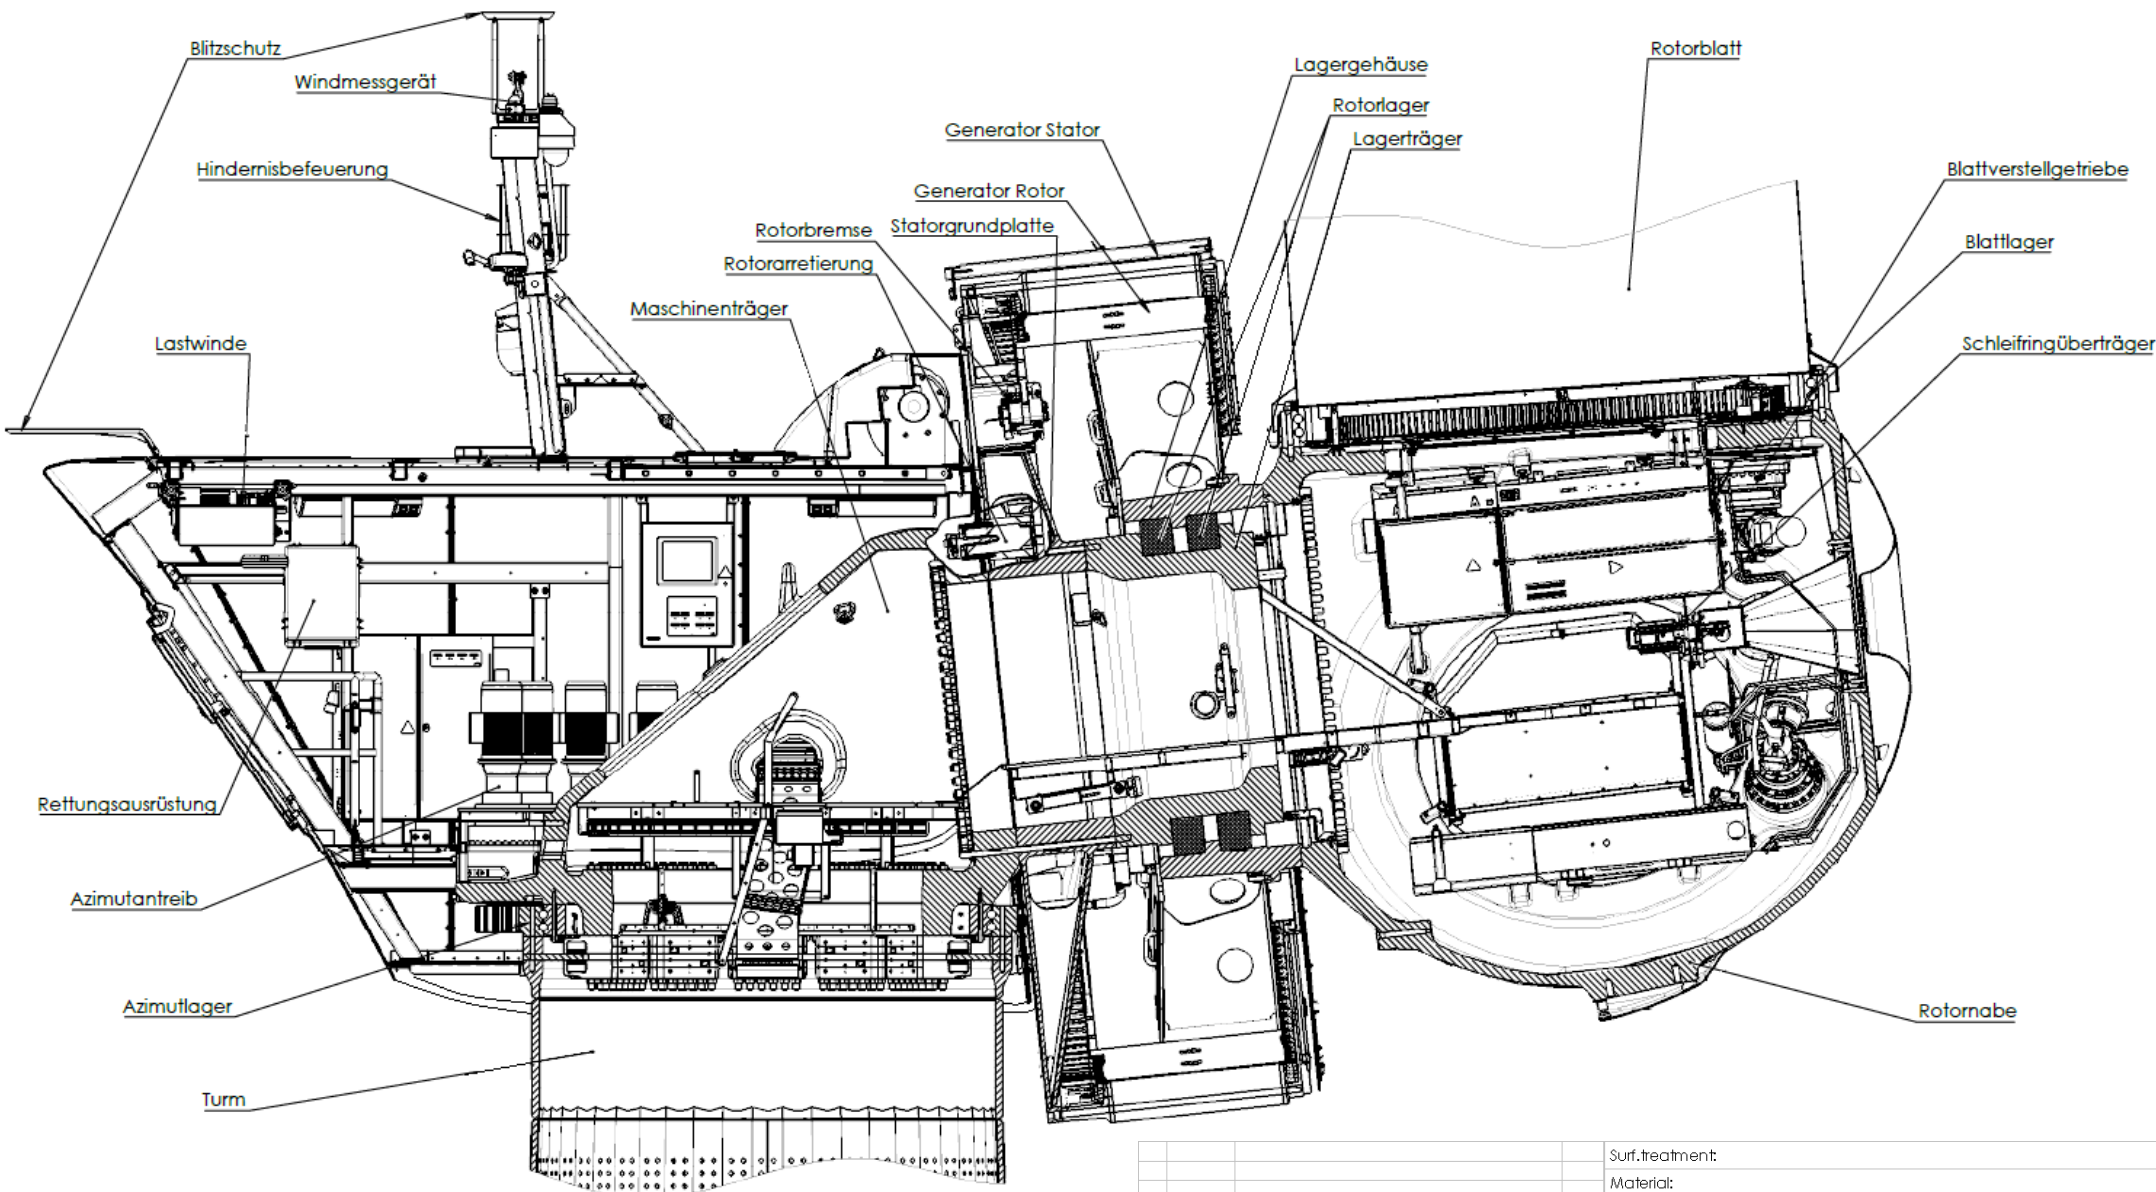 Blitzschutz
Windmessgerät
Hindernisbefeuerung
Lastwinde
Rettungsausrüstung
Azimutantreib
Azimutlager
Turm
Maschinenträger
Rotorarretierung
Rotorbremse
Statorgrundplatte
Generator Rotor
Generator Stator
Lagergehäuse
Rotorlager
Lagerträger
Rotorblatt
Blattverstellgetriebe
Blattlager
Schleifringüberträger
Rotornabe
Surf.treatment:
Material: